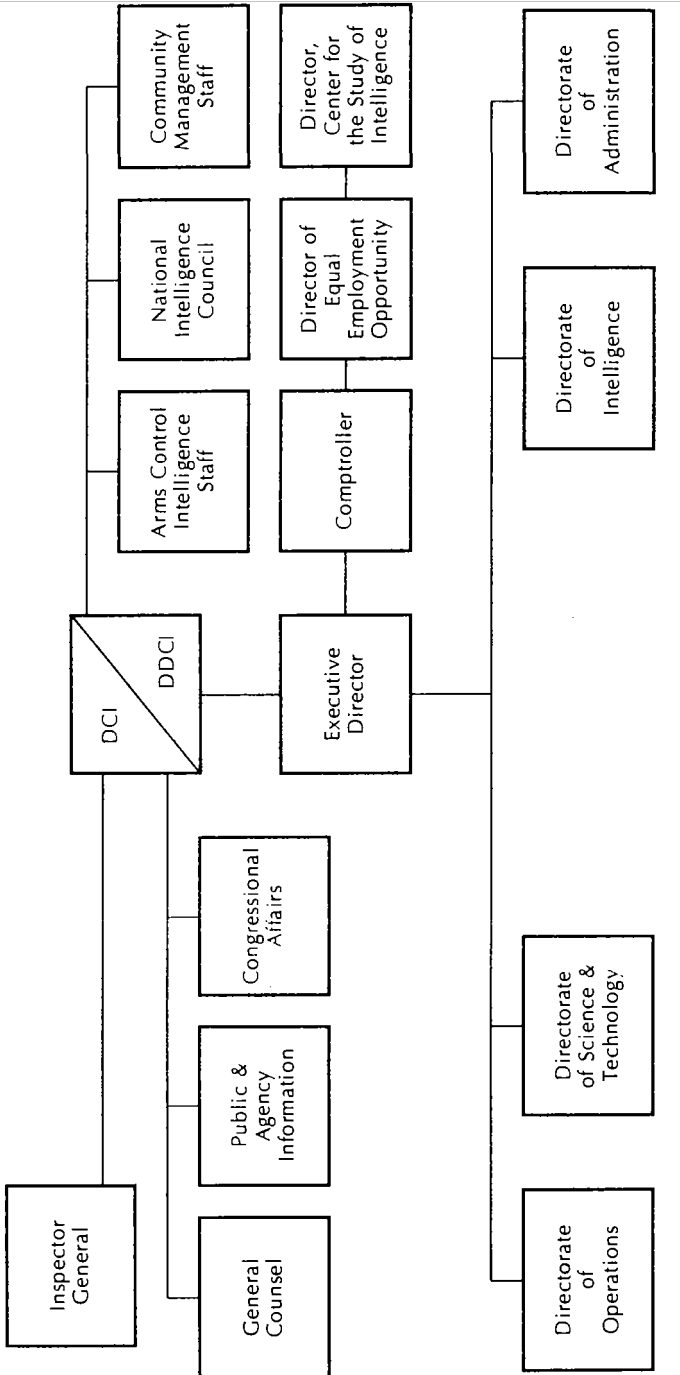 Inspector
General
DCI
DDCI
Arms Control
Intelligence
Staff
National
Intelligence
Council
Community
Management
Staff
General
Counsel
Public &
Agency
Information
Congressional
Affairs
Executive
Director
Comptroller
Director of
Equal
Employment
Opportunity
Director,
Center for
the Study of
Intelligence
Directorate
of
Operations
Directorate
of Science &
Technology
Directorate
of
Intelligence
Directorate
of
Administration